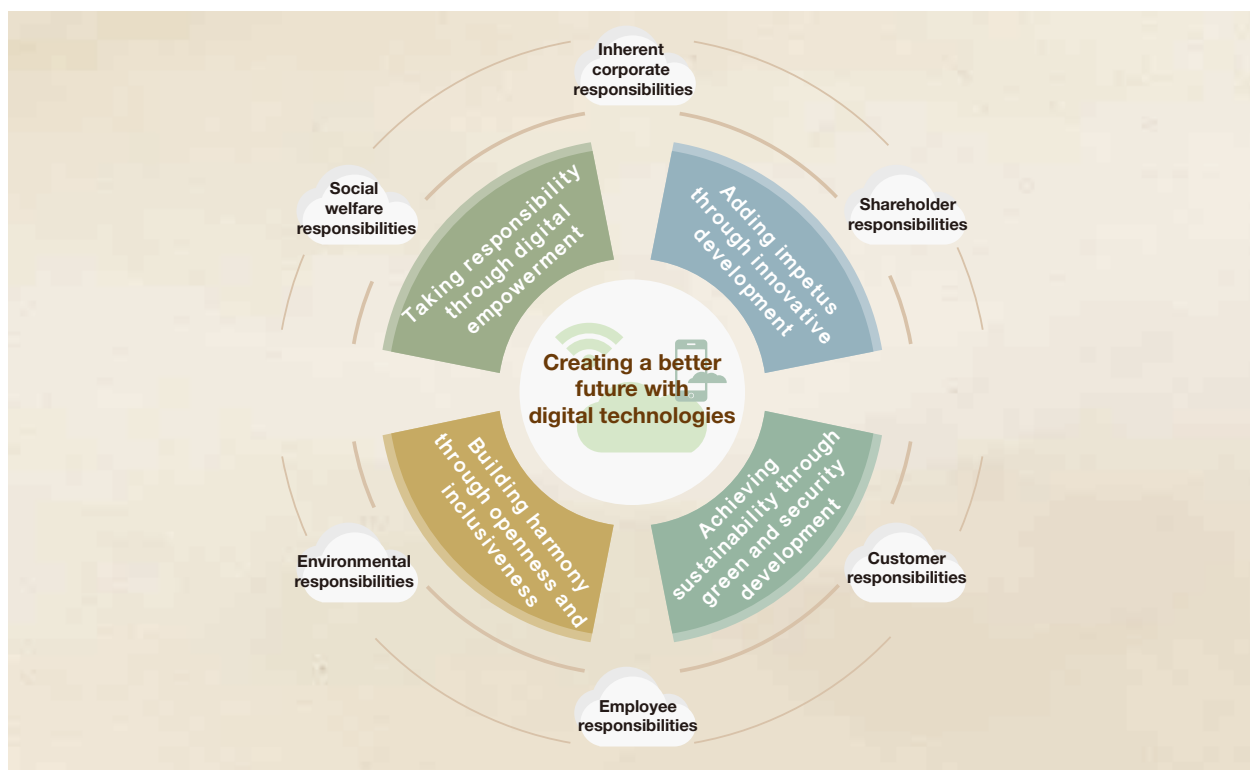 Inherent
corporate
responsibilities
Social
welfare
responsibilities
Shareholder
responsibilities
Taking responsibility
through digital
empowerment
Adding impetus
through innovative
development
Creating a better
future with
digital technologies
Building harmony
through openness and
inclusiveness
Achieving
sustainability through
green and security
development
Environmental
responsibilities
Customer
responsibilities
Employee
responsibilities